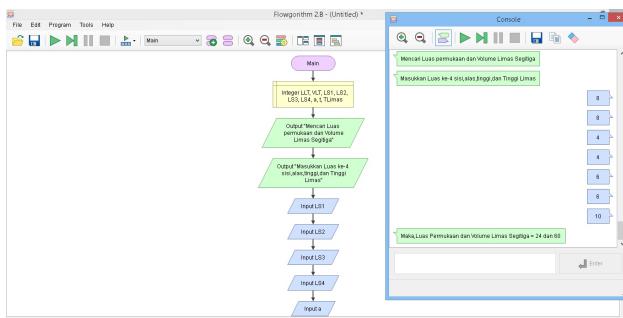 Flowgorithm 2.8 - (Untitled) *
File Edit Program Tools Help
Main
Main
Integer LLT, VLT, LS1, LS2,
LS3, LS4, a, t, TLimas
Output "Mencari Luas
permukaan dan Volume
Limas Segitiga"
Output "Masukkan Luas ke-4
sisi,alas,tinggi,dan Tinggi
Limas"
Input LS1
Input LS2
Input LS3
Input LS4
Input a
Console
Mencari Luas permukaan dan Volume Limas Segitiga
Masukkan Luas ke-4 sisi,alas,tinggi,dan Tinggi Limas
8
8
4
4
6
6
10
Maka,Luas Permukaan dan Volume Limas Segitiga = 24 dan 60
Enter